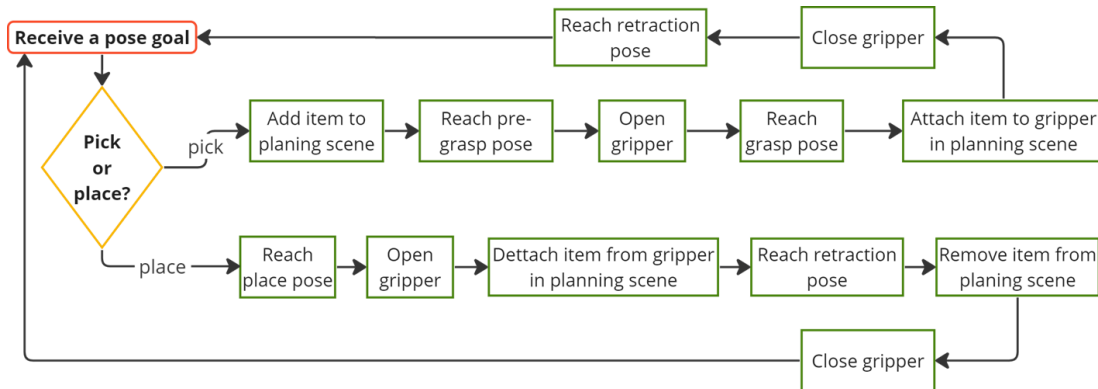 Receive a pose goal
Reach retraction
pose
Close gripper
Pick
or
place?
pick
Add item to
planing scene
Reach pre-
grasp pose
Open
gripper
Reach
grasp pose
Attach item to gripper
in planning scene
place
Reach
place pose
Open
gripper
Dettach item from gripper
in planning scene
Reach retraction
pose
Remove item from
planing scene
Close gripper